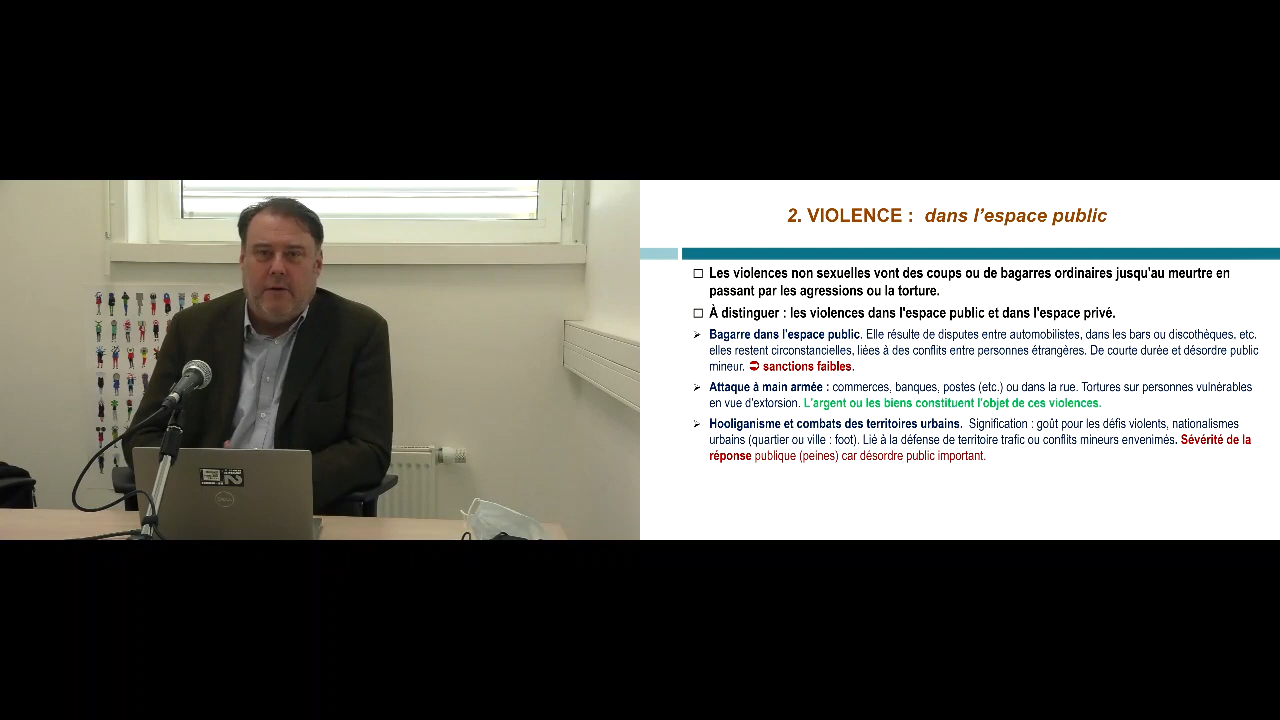 2. VIOLENCE : dans l'espace public
Les violences non sexuelles vont des coups ou de bagarres ordinaires jusqu'au meurtre en
passant par les agressions ou la torture.
À distinguer : les violences dans l'espace public et dans l'espace privé.
Bagarre dans l'espace public. Elle résulte de disputes entre automobilistes, dans les bars ou discothèques. etc.
elles restent circonstancielles, liées à des conflits entre personnes étrangères. De courte durée et désordre public
mineur. ➲ sanctions faibles.
Attaque à main armée : commerces, banques, postes (etc.) ou dans la rue. Tortures sur personnes vulnérables
en vue d'extorsion. L'argent ou les biens constituent l'objet de ces violences.
Hooliganisme et combats des territoires urbains. Signification : goût pour les défis violents, nationalismes
urbains (quartier ou ville : foot). Lié à la défense de territoire trafic ou conflits mineurs envenimés. Sévérité de la
réponse publique (peines) car désordre public important.
DELL